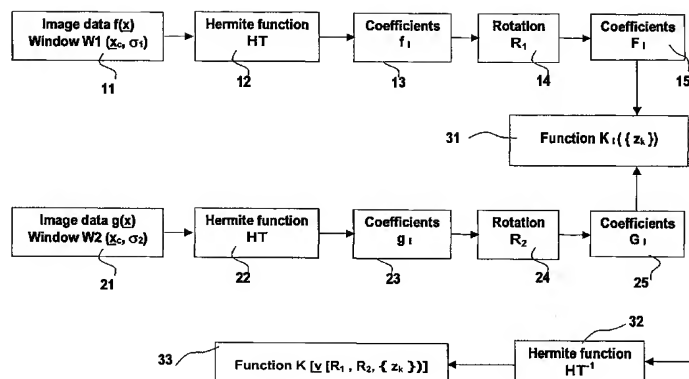 Image data f(x)
Window W1 (x_c, σ₁)
11
Hermite function
HT
12
Coefficients
f ₗ
13
Rotation
R₁
14
Coefficients
F ₗ
15
31
Function K ₗ( { zₖ })
Image data g(x)
Window W2 (x_c, σ₂)
21
Hermite function
HT
22
Coefficients
g ₗ
23
Rotation
R₂
24
Coefficients
G ₗ
25
32
Hermite function
HT⁻¹
33
Function K [v [R₁ , R₂, { zₖ })]